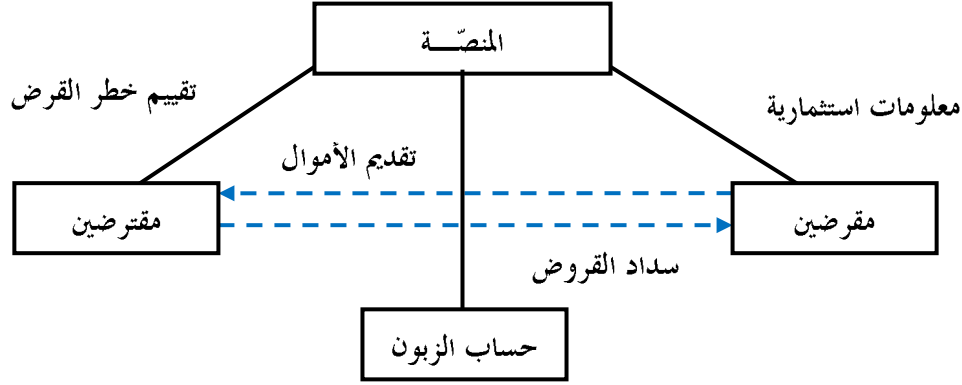 المنصّـــة
تقييم خطر القرض
معلومات استثمارية
تقديم الأموال
مقترضين
مقرضين
سداد القروض
حساب الزبون